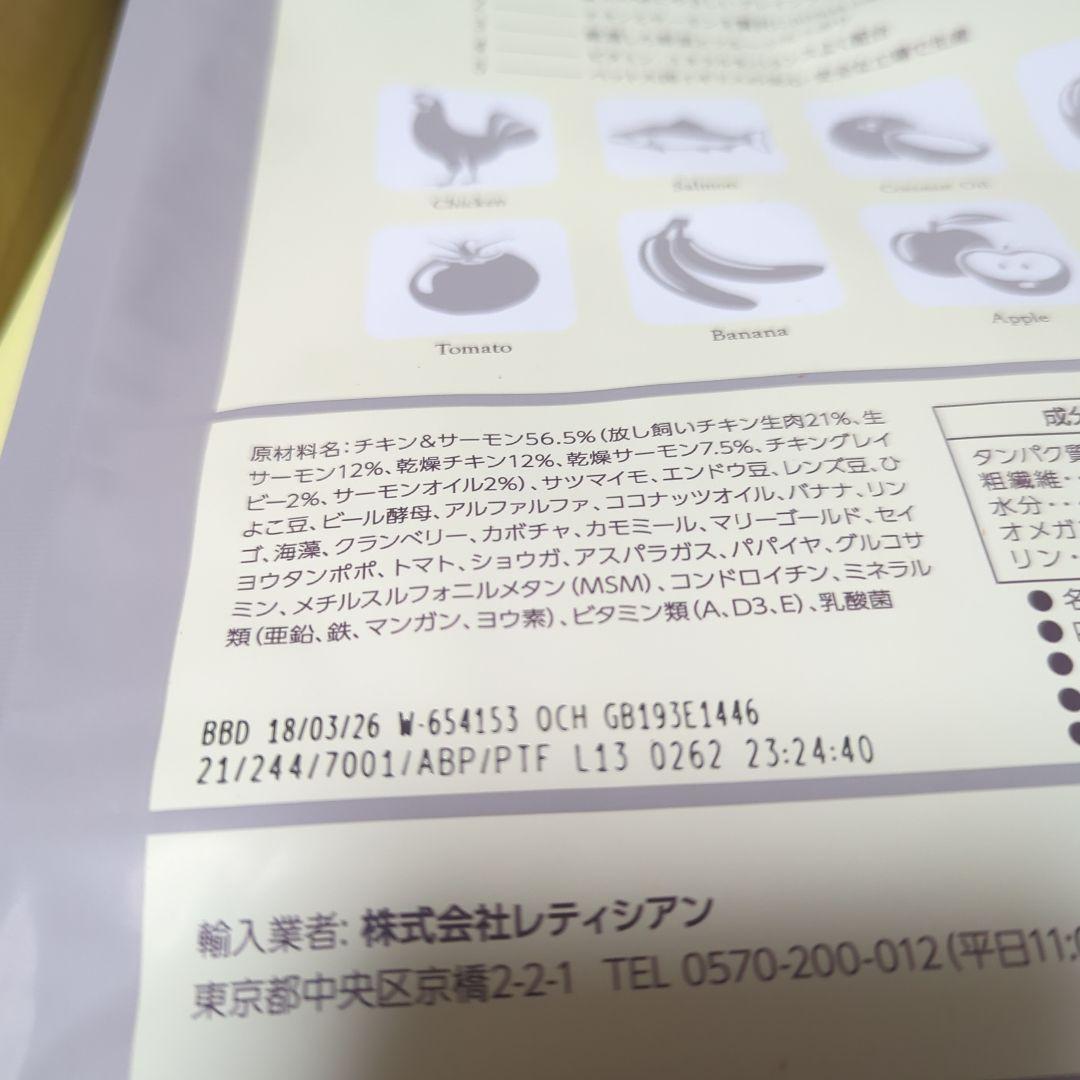 Chicken
Salmon
Coconut Oil
Tomato
Banana
Apple
原材料名:チキン&サーモン56.5%(放し飼いチキン生肉21%、生
サーモン12%、乾燥チキン12%、乾燥サーモン7.5%、チキングレイ
ビー2%、サーモンオイル2%)、サツマイモ、エンドウ豆、レンズ豆、ひ
よこ豆、ビール酵母、アルファルファ、ココナッツオイル、バナナ、リン
ゴ、海藻、クランベリー、カボチャ、カモミール、マリーゴールド、セイ
ヨウタンポポ、トマト、ショウガ、アスパラガス、パパイヤ、グルコサ
ミン、メチルスルフォニルメタン(MSM)、コンドロイチン、ミネラル
類(亜鉛、鉄、マンガン、ヨウ素)、ビタミン類(A、D3、E)、乳酸菌
成分
タンパク質
粗繊維・・
水分・・・
オメガ
リン・
BBD 18/03/26 W-654153 OCH GB193E1446
21/244/7001/ABP/PTF L13 0262 23:24:40
輸入業者: 株式会社レティシアン
東京都中央区京橋2-2-1 TEL 0570-200-012(平日11:0